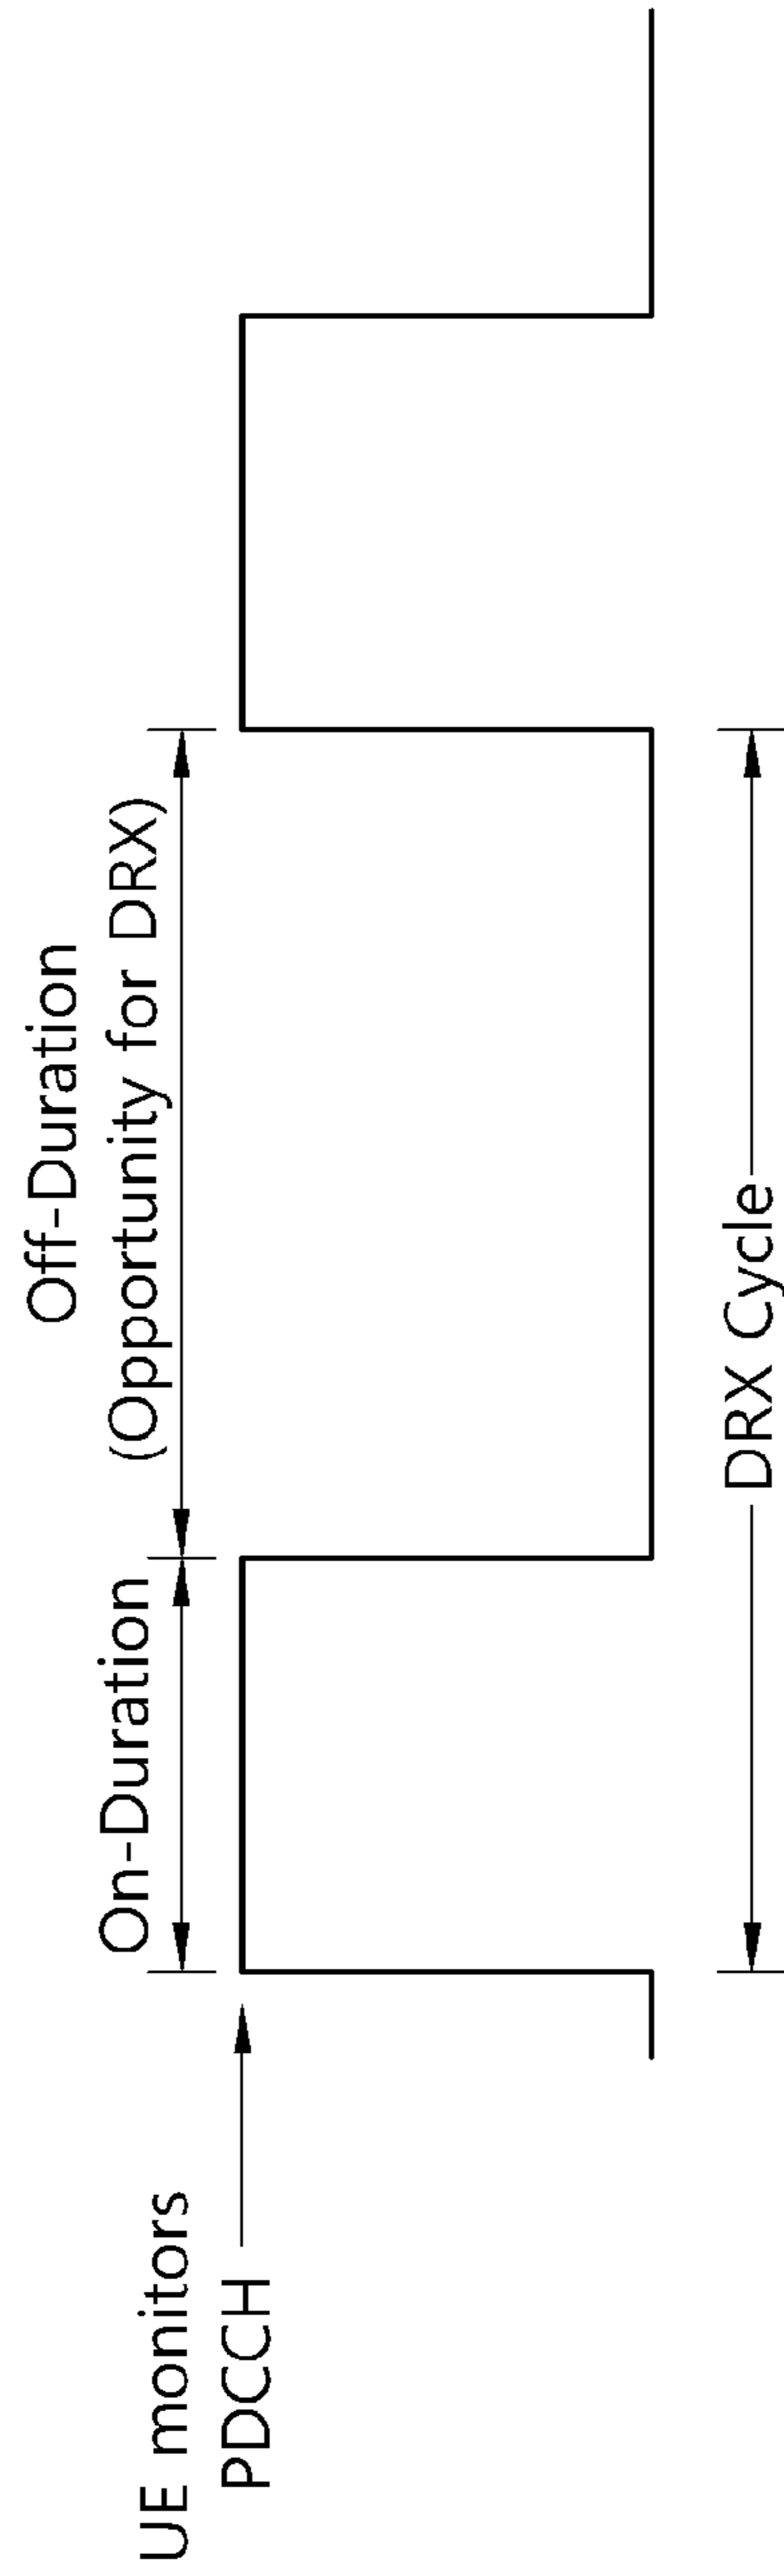 UE monitors
PDCCH
On-Duration
Off-Duration
(Opportunity for DRX)
DRX Cycle